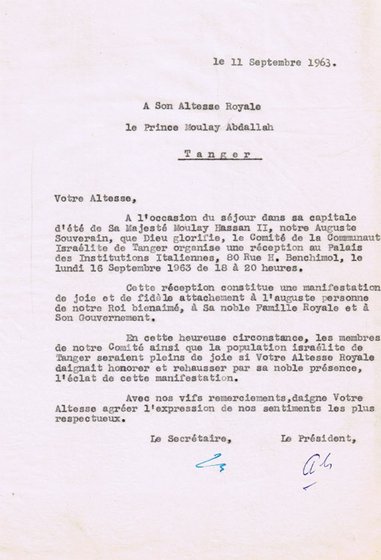 le 11 Septembre 1963.
A Son Altesse Royale
le Prince Moulay Abdallah
Tanger
Votre Altesse,
A l'occasion du séjour dans sa capitale
d'été de Sa Majesté Moulay Hassan II, notre Auguste
Souverain, que Dieu glorifie, le Comité de la Communauté
Israélite de Tanger organise une réception au Palais
des Institutions Italiennes, 80 Rue H. Benchimol, le
lundi 16 Septembre 1963 de 18 à 20 heures.
Cette réception constitue une manifestation
de joie et de fidèle attachement à l'auguste personne
de notre Roi bienaimé, à Sa noble Famille Royale et à
Son Gouvernement.
En cette heureuse circonstance, les membres
de notre Comité ainsi que la population israélite de
Tanger seraient pleins de joie si Votre Altesse Royale
daignait honorer et rehausser par sa noble présence,
l'éclat de cette manifestation.
Avec nos vifs remerciements,daigne Votre
Altesse agréer l'expression de nos sentiments les plus
respectueux.
Le Secrétaire, Le Président,